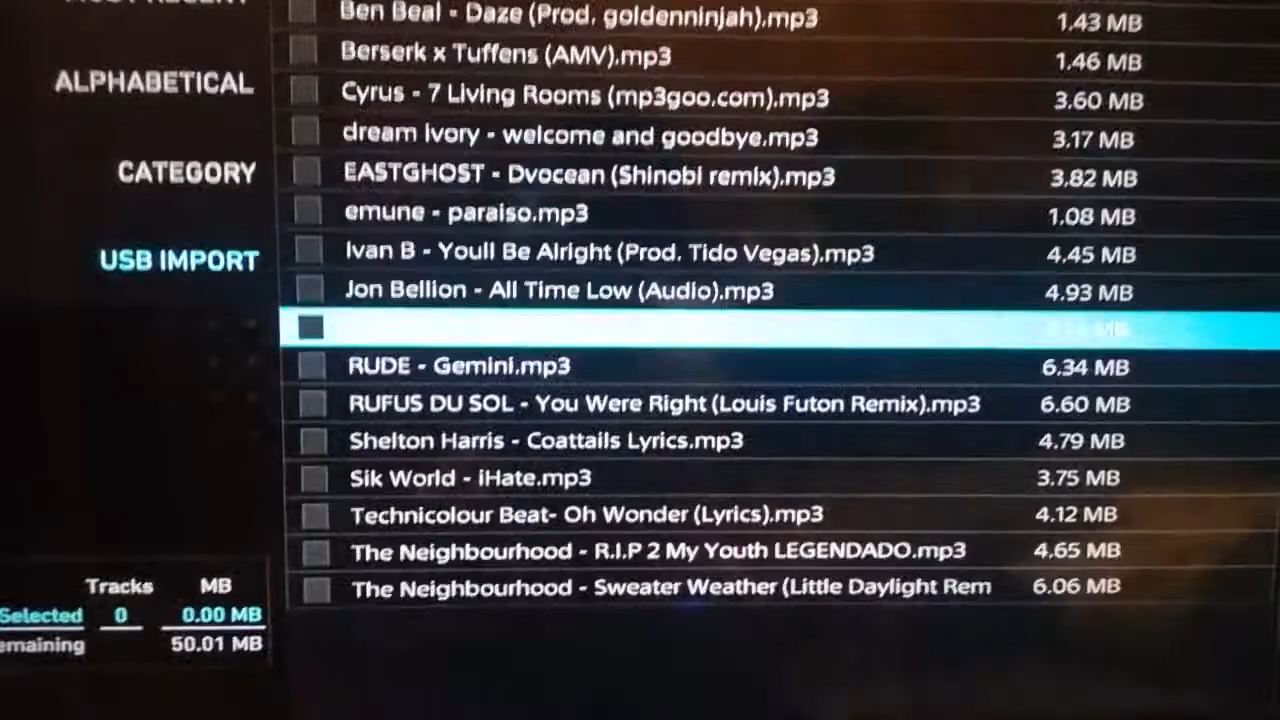 MOST RECENT
ALPHABETICAL
CATEGORY
USB IMPORT
Ben Beal - Daze (Prod. goldenninjah).mp3 1.43 MB
Berserk x Tuffens (AMV).mp3 1.46 MB
Cyrus - 7 Living Rooms (mp3goo.com).mp3 3.60 MB
dream ivory - welcome and goodbye.mp3 3.17 MB
EASTGHOST - Dvocean (Shinobi remix).mp3 3.82 MB
emune - paraiso.mp3 1.08 MB
Ivan B - Youll Be Alright (Prod. Tido Vegas).mp3 4.45 MB
Jon Bellion - All Time Low (Audio).mp3 4.93 MB
MB
RUDE - Gemini.mp3 6.34 MB
RUFUS DU SOL - You Were Right (Louis Futon Remix).mp3 6.60 MB
Shelton Harris - Coattails Lyrics.mp3 4.79 MB
Sik World - iHate.mp3 3.75 MB
Technicolour Beat- Oh Wonder (Lyrics).mp3 4.12 MB
The Neighbourhood - R.I.P 2 My Youth LEGENDADO.mp3 4.65 MB
The Neighbourhood - Sweater Weather (Little Daylight Rem 6.06 MB
Tracks MB
Selected 0 0.00 MB
emaining 50.01 MB